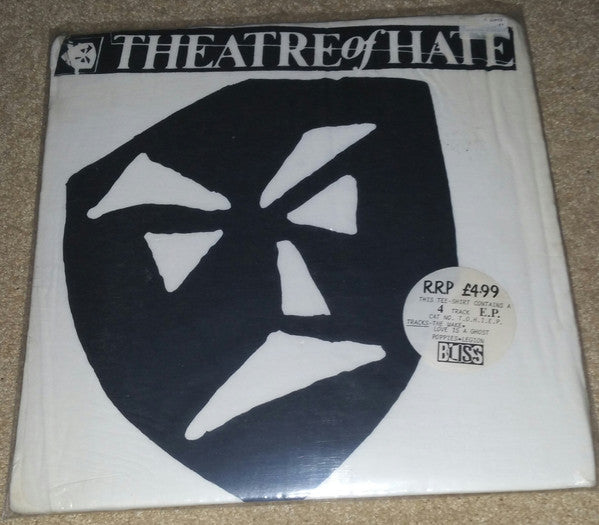 THEATRE of HATE
R.R.P £4.99
THIS TEE-SHIRT CONTAINS A
4 TRACK E.P.
CAT NO. T.O.H.1.E.P.
TRACKS-THE WAKE★
LOVE IS A GHOST
POPPIES★LEGION
BLISS